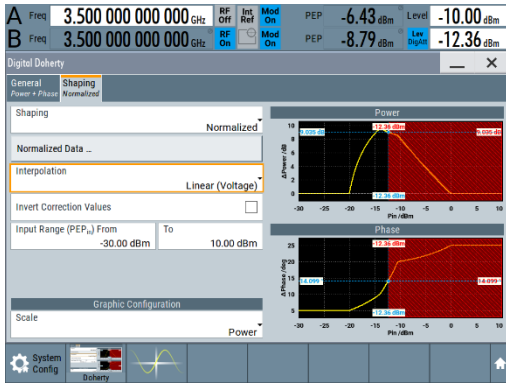 A Freq 3.500 000 000 000 GHz RF Off Int Ref Mod On PEP -6.43 dBm Level -10.00 dBm
B Freq 3.500 000 000 000 GHz RF On Mod On PEP -8.79 dBm Lev DigAtt -12.36 dBm
Digital Doherty
General Shaping
Power + Phase Normalized
Shaping
Normalized
Normalized Data ...
Interpolation
Linear (Voltage)
Invert Correction Values
Input Range (PEPin) From To
-30.00 dBm 10.00 dBm
Graphic Configuration
Scale
Power
Power
-12.36 dBm
9.035 dB 9.035 dB
ΔPower /dB
10
8
6
4
2
0
-12.36 dBm
-30 -25 -20 -15 -10 -5 0 5 10
Pin /dBm
Phase
-12.36 dBm
14.099 ° 14.099 °
ΔPhase /deg
25
20
15
10
5
-12.36 dBm
-30 -25 -20 -15 -10 -5 0 5 10
Pin /dBm
System Config
Doherty